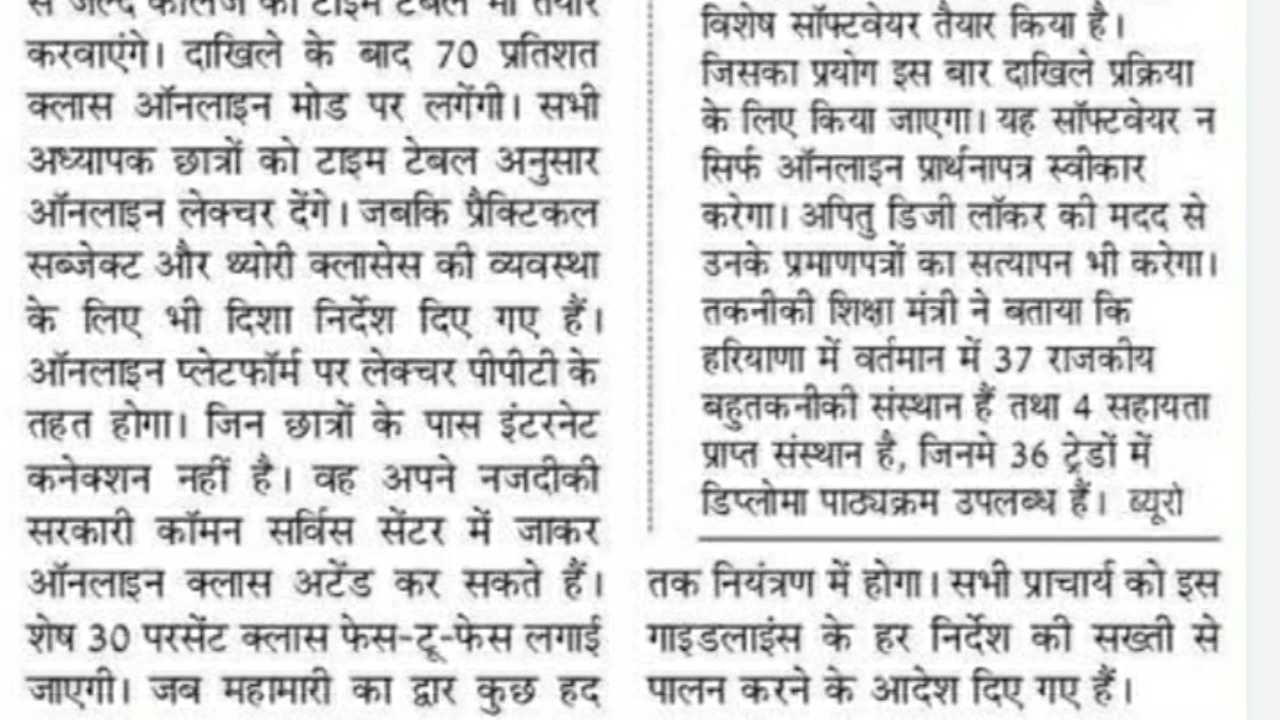 से जल्द कॉलेज का टाइम टेबल भी तैयार
करवाएंगे। दाखिले के बाद 70 प्रतिशत
क्लास ऑनलाइन मोड पर लगेंगी। सभी
अध्यापक छात्रों को टाइम टेबल अनुसार
ऑनलाइन लेक्चर देंगे। जबकि प्रैक्टिकल
सब्जेक्ट और थ्योरी क्लासेस की व्यवस्था
के लिए भी दिशा निर्देश दिए गए हैं।
ऑनलाइन प्लेटफॉर्म पर लेक्चर पीपीटी के
तहत होगा। जिन छात्रों के पास इंटरनेट
कनेक्शन नहीं है। वह अपने नजदीकी
सरकारी कॉमन सर्विस सेंटर में जाकर
ऑनलाइन क्लास अटेंड कर सकते हैं।
शेष 30 परसेंट क्लास फेस-टू-फेस लगाई
जाएगी। जब महामारी का द्वार कुछ हद
विशेष सॉफ्टवेयर तैयार किया है।
जिसका प्रयोग इस बार दाखिले प्रक्रिया
के लिए किया जाएगा। यह सॉफ्टवेयर न
सिर्फ ऑनलाइन प्रार्थनापत्र स्वीकार
करेगा। अपितु डिजी लॉकर की मदद से
उनके प्रमाणपत्रों का सत्यापन भी करेगा।
तकनीकी शिक्षा मंत्री ने बताया कि
हरियाणा में वर्तमान में 37 राजकीय
बहुतकनीकी संस्थान हैं तथा 4 सहायता
प्राप्त संस्थान है, जिनमे 36 ट्रेडों में
डिप्लोमा पाठ्यक्रम उपलब्ध हैं। ब्यूरो
तक नियंत्रण में होगा। सभी प्राचार्य को इस
गाइडलाइंस के हर निर्देश की सख्ती से
पालन करने के आदेश दिए गए हैं।